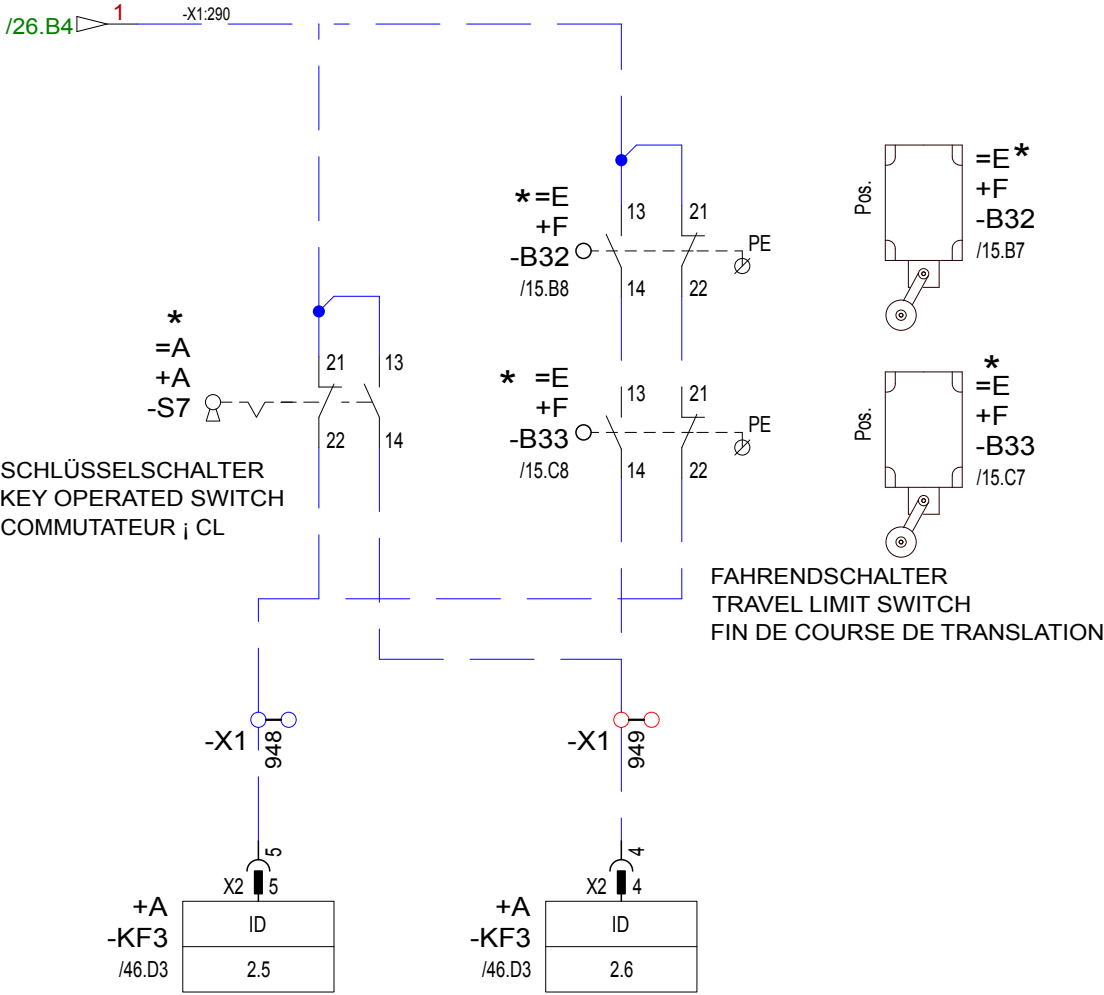 /26.B4
1
-X1:290
* =E
+F
-B32
/15.B8
13
21
PE
14
22
=E *
+F
-B32
/15.B7
Pos.
*
=A
+A
-S7
21
13
22
14
SCHLÜSSELSCHALTER
KEY OPERATED SWITCH
COMMUTATEUR ¡ CL
* =E
+F
-B33
/15.C8
13
21
PE
14
22
*
=E
+F
-B33
/15.C7
Pos.
FAHRENDSCHALTER
TRAVEL LIMIT SWITCH
FIN DE COURSE DE TRANSLATION
-X1
948
-X1
949
5
X2
5
+A
-KF3
/46.D3
ID
2.5
4
X2
4
+A
-KF3
/46.D3
ID
2.6